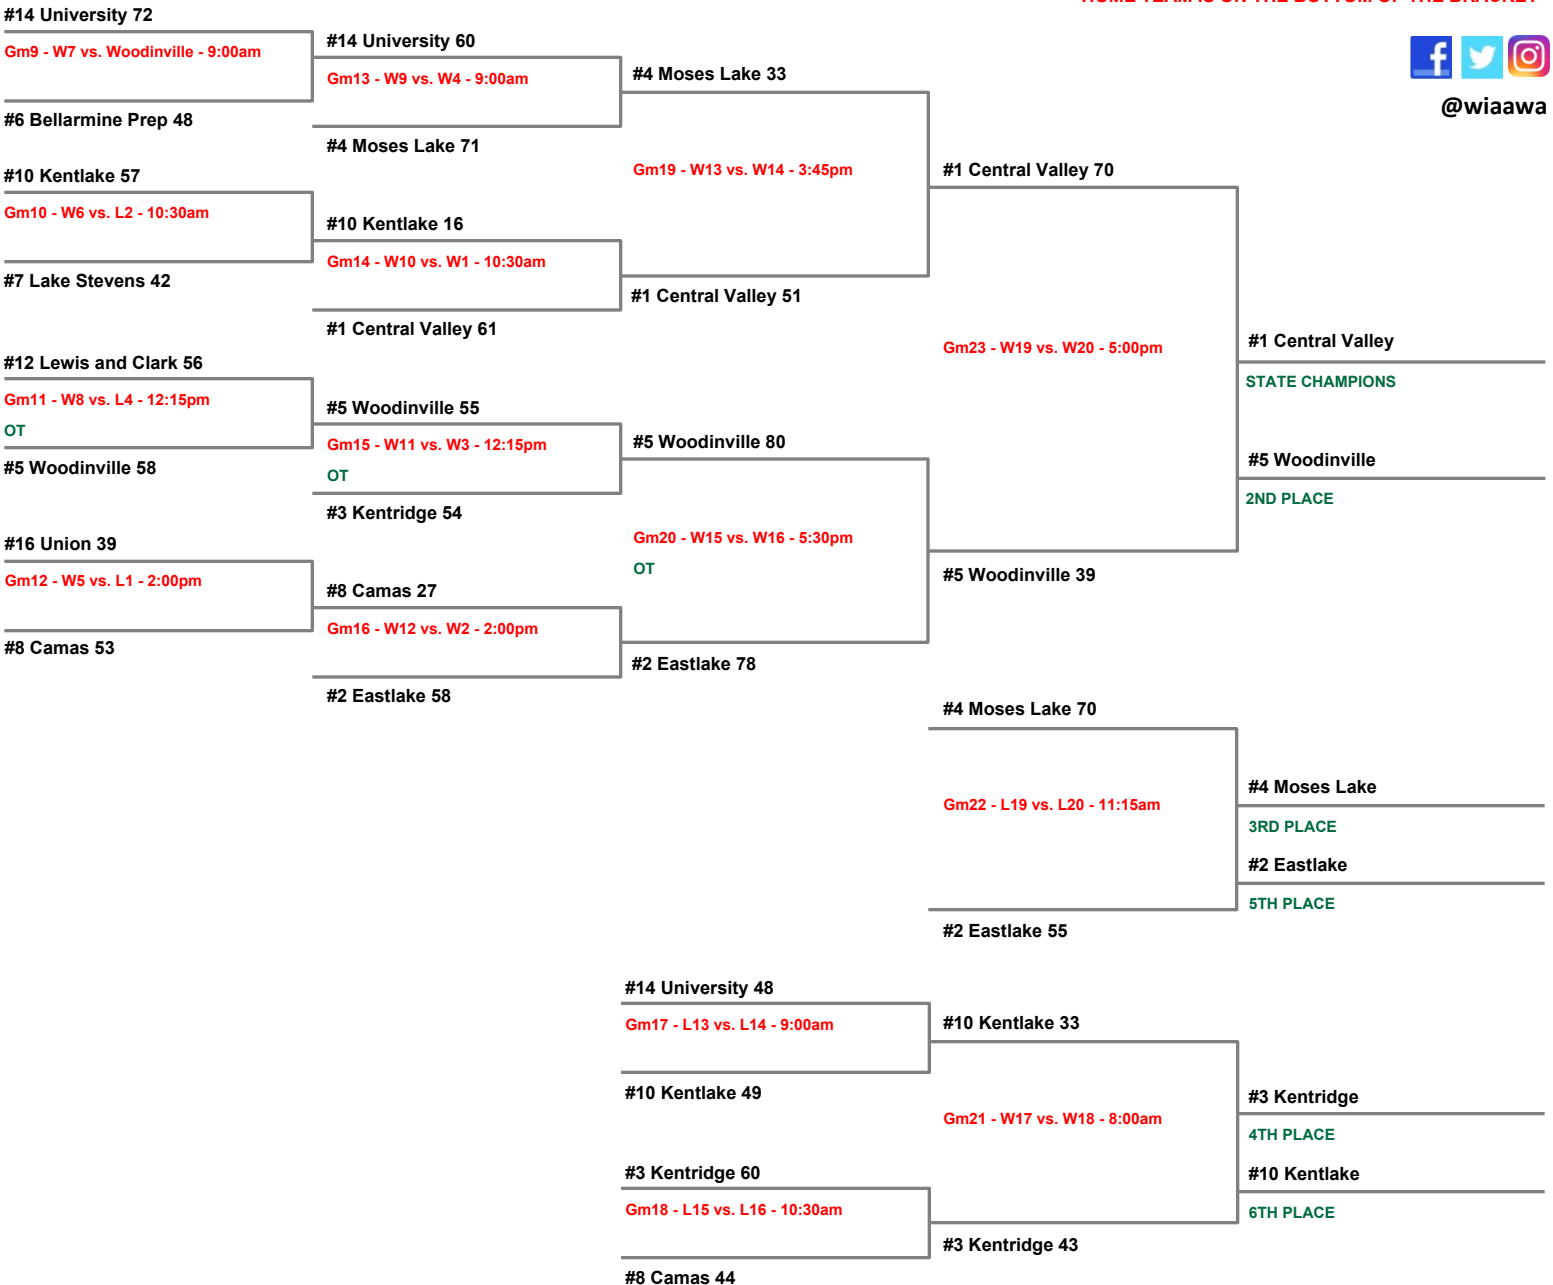 HOME TEAM IS ON THE BOTTOM OF THE BRACKET
@wiaawa
#14 University 72
Gm9 - W7 vs. Woodinville - 9:00am
#6 Bellarmine Prep 48
#10 Kentlake 57
Gm10 - W6 vs. L2 - 10:30am
#7 Lake Stevens 42
#12 Lewis and Clark 56
Gm11 - W8 vs. L4 - 12:15pm
OT
#5 Woodinville 58
#16 Union 39
Gm12 - W5 vs. L1 - 2:00pm
#8 Camas 53
#14 University 60
Gm13 - W9 vs. W4 - 9:00am
#4 Moses Lake 71
#10 Kentlake 16
Gm14 - W10 vs. W1 - 10:30am
#1 Central Valley 61
#5 Woodinville 55
Gm15 - W11 vs. W3 - 12:15pm
OT
#3 Kentridge 54
#8 Camas 27
Gm16 - W12 vs. W2 - 2:00pm
#2 Eastlake 58
#4 Moses Lake 33
Gm19 - W13 vs. W14 - 3:45pm
#1 Central Valley 51
#5 Woodinville 80
Gm20 - W15 vs. W16 - 5:30pm
OT
#2 Eastlake 78
#1 Central Valley 70
Gm23 - W19 vs. W20 - 5:00pm
#5 Woodinville 39
#1 Central Valley
STATE CHAMPIONS
#5 Woodinville
2ND PLACE
#4 Moses Lake 70
Gm22 - L19 vs. L20 - 11:15am
#2 Eastlake 55
#4 Moses Lake
3RD PLACE
#2 Eastlake
5TH PLACE
#14 University 48
Gm17 - L13 vs. L14 - 9:00am
#10 Kentlake 49
#3 Kentridge 60
Gm18 - L15 vs. L16 - 10:30am
#8 Camas 44
#10 Kentlake 33
Gm21 - W17 vs. W18 - 8:00am
#3 Kentridge 43
#3 Kentridge
4TH PLACE
#10 Kentlake
6TH PLACE